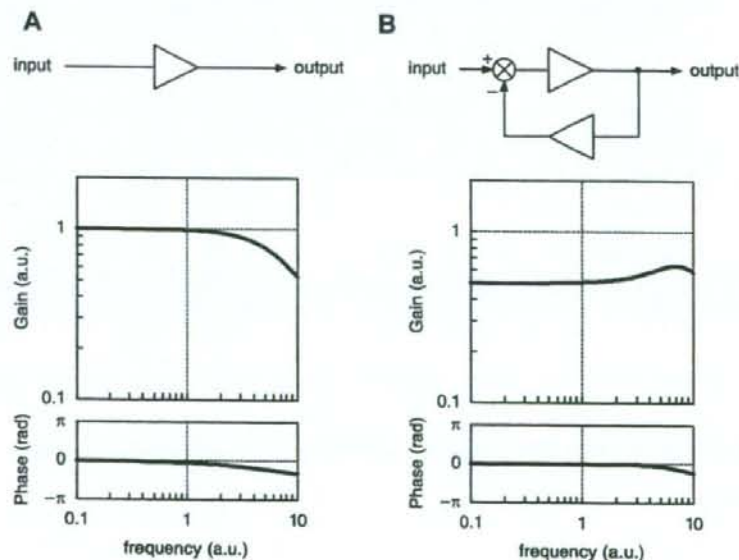 A
input
output
1
Gain (a.u.)
0.1
π
Phase (rad)
0
−π
0.1
1
10
frequency (a.u.)
B
input
+
−
output
1
Gain (a.u.)
0.1
π
Phase (rad)
0
−π
0.1
1
10
frequency (a.u.)